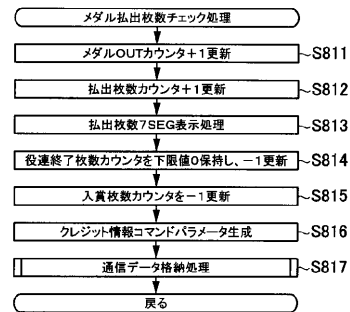 メダル払出枚数チェック処理
メダルOUTカウンタ+1更新
S811
払出枚数カウンタ+1更新
S812
払出枚数7SEG表示処理
S813
役連終了枚数カウンタを下限値0保持し、-1更新
S814
入賞枚数カウンタを-1更新
S815
クレジット情報コマンドパラメータ生成
S816
通信データ格納処理
S817
戻る